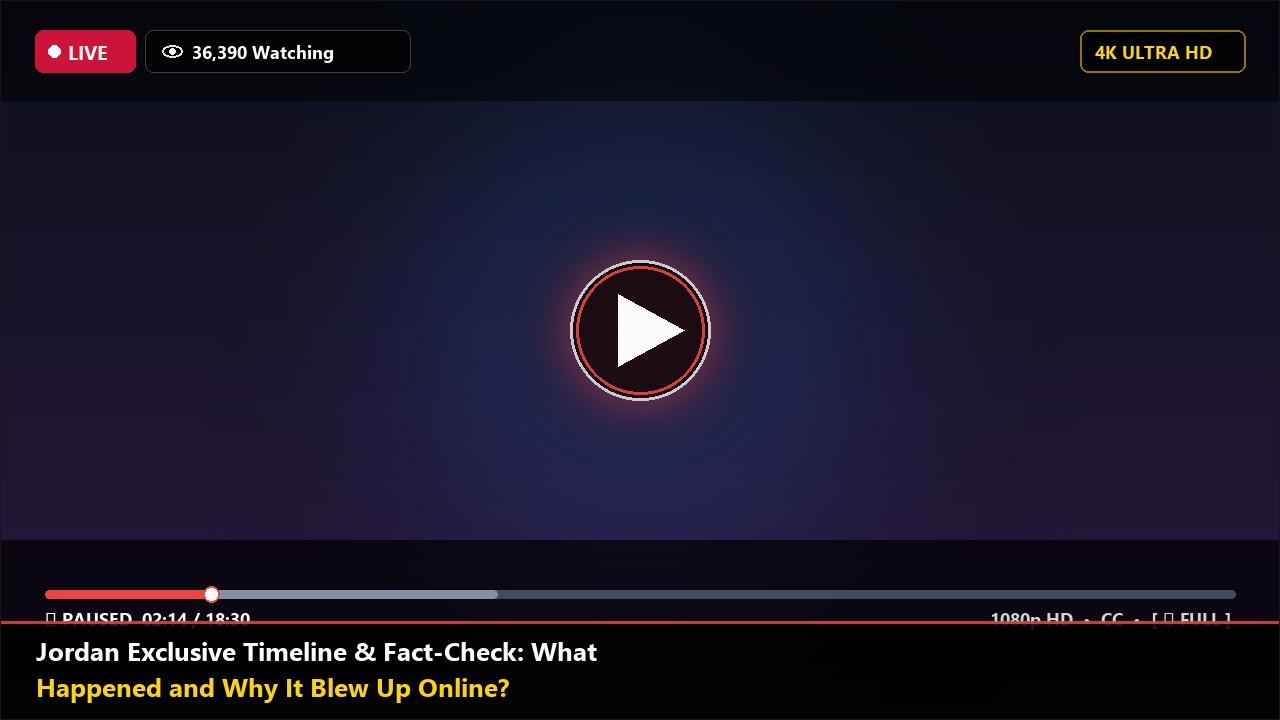 LIVE
36,390 Watching
4K ULTRA HD
PAUSED 02:14 / 18:30
1080p HD • CC • [ FULL ]
Jordan Exclusive Timeline & Fact-Check: What
Happened and Why It Blew Up Online?